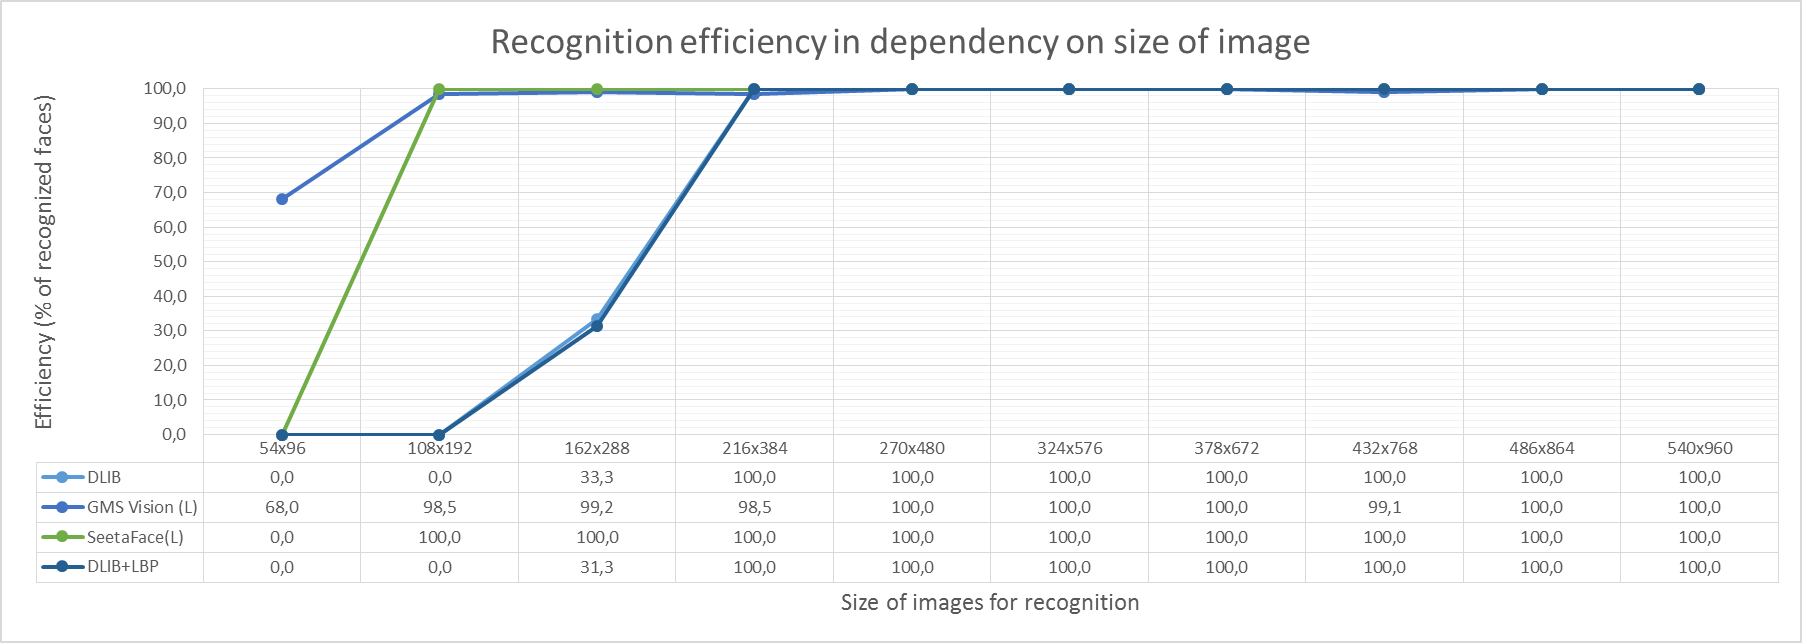 Recognition efficiency in dependency on size of image
Efficiency (% of recognized faces)
100,0
90,0
80,0
70,0
60,0
50,0
40,0
30,0
20,0
10,0
0,0
54x96 108x192 162x288 216x384 270x480 324x576 378x672 432x768 486x864 540x960
DLIB 0,0 0,0 33,3 100,0 100,0 100,0 100,0 100,0 100,0 100,0
GMS Vision (L) 68,0 98,5 99,2 98,5 100,0 100,0 100,0 99,1 100,0 100,0
SeetaFace(L) 0,0 100,0 100,0 100,0 100,0 100,0 100,0 100,0 100,0 100,0
DLIB+LBP 0,0 0,0 31,3 100,0 100,0 100,0 100,0 100,0 100,0 100,0
Size of images for recognition